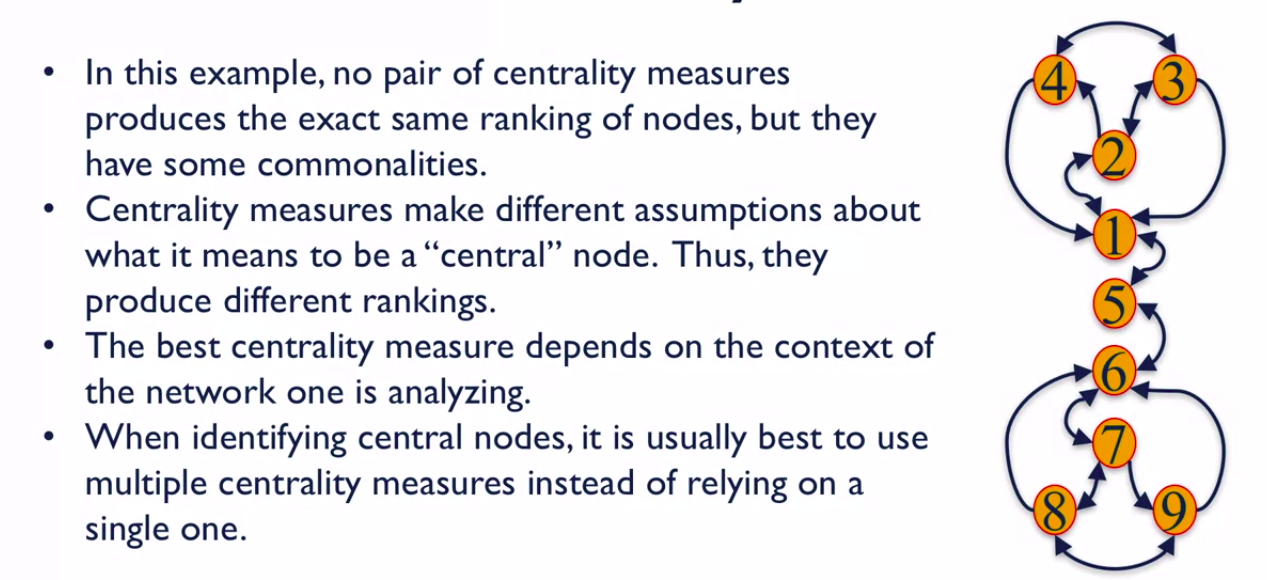 • In this example, no pair of centrality measures
produces the exact same ranking of nodes, but they
have some commonalities.
• Centrality measures make different assumptions about
what it means to be a “central” node. Thus, they
produce different rankings.
• The best centrality measure depends on the context of
the network one is analyzing.
• When identifying central nodes, it is usually best to use
multiple centrality measures instead of relying on a
single one.
4 3
2
1
5
6
7
8 9